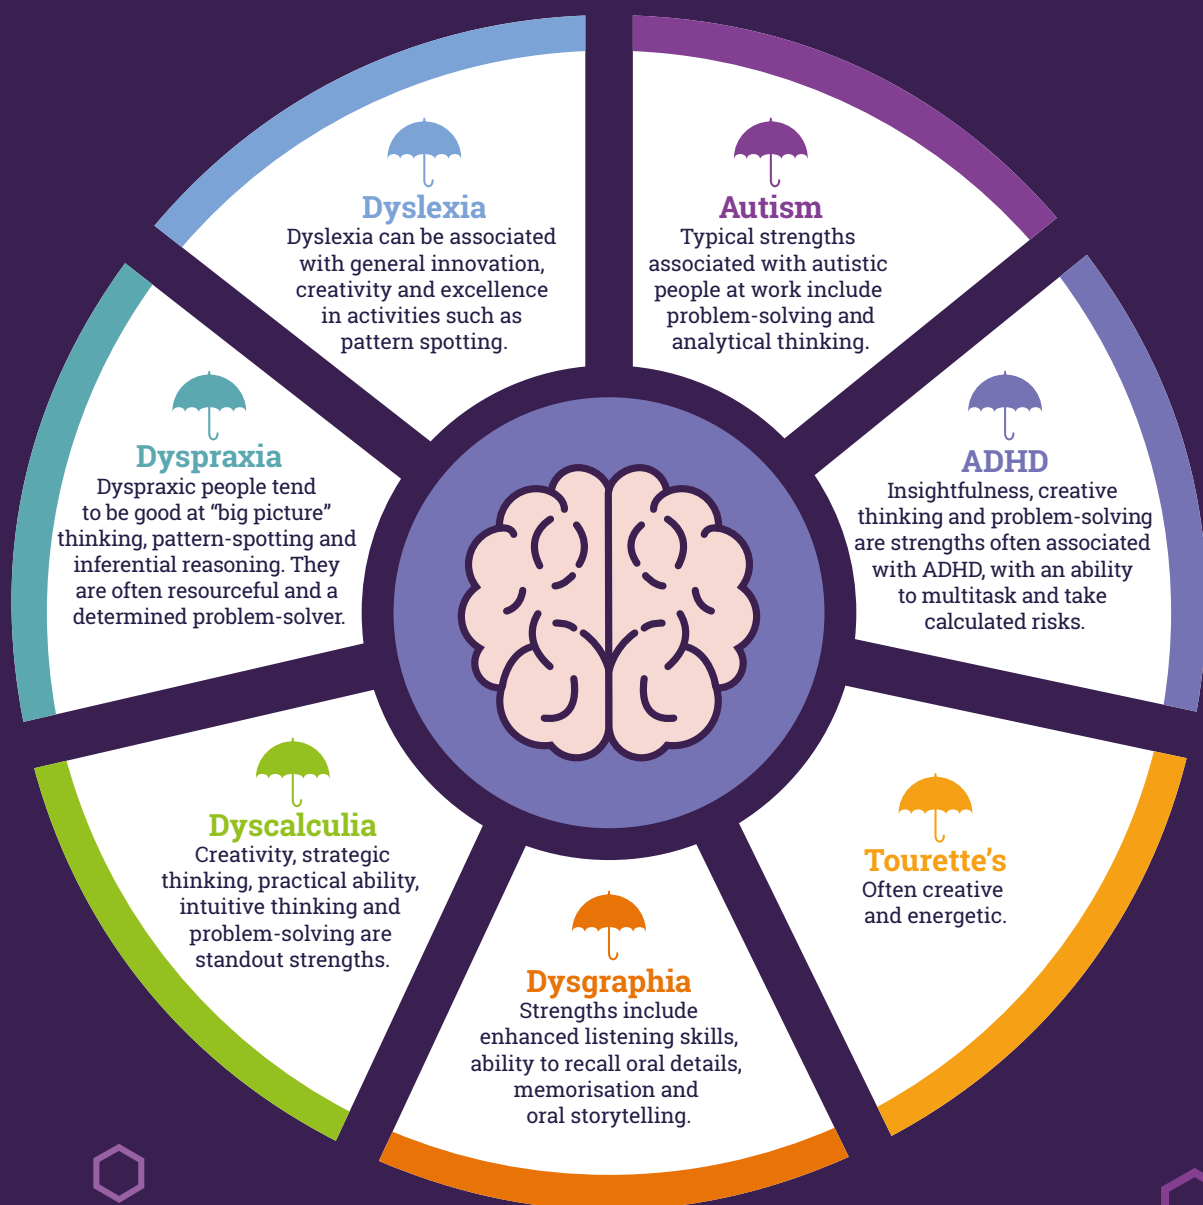 Dyslexia
Dyslexia can be associated
with general innovation,
creativity and excellence
in activities such as
pattern spotting.
Autism
Typical strengths
associated with autistic
people at work include
problem-solving and
analytical thinking.
ADHD
Insightfulness, creative
thinking and problem-solving
are strengths often associated
with ADHD, with an ability
to multitask and take
calculated risks.
Tourette’s
Often creative
and energetic.
Dysgraphia
Strengths include
enhanced listening skills,
ability to recall oral details,
memorisation and
oral storytelling.
Dyscalculia
Creativity, strategic
thinking, practical ability,
intuitive thinking and
problem-solving are
standout strengths.
Dyspraxia
Dyspraxic people tend
to be good at “big picture”
thinking, pattern-spotting and
inferential reasoning. They
are often resourceful and a
determined problem-solver.